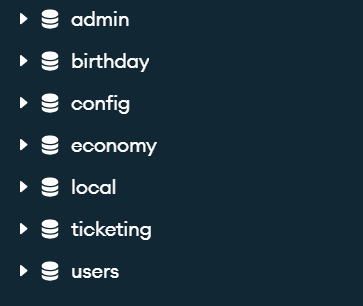 admin
birthday
config
economy
local
ticketing
users